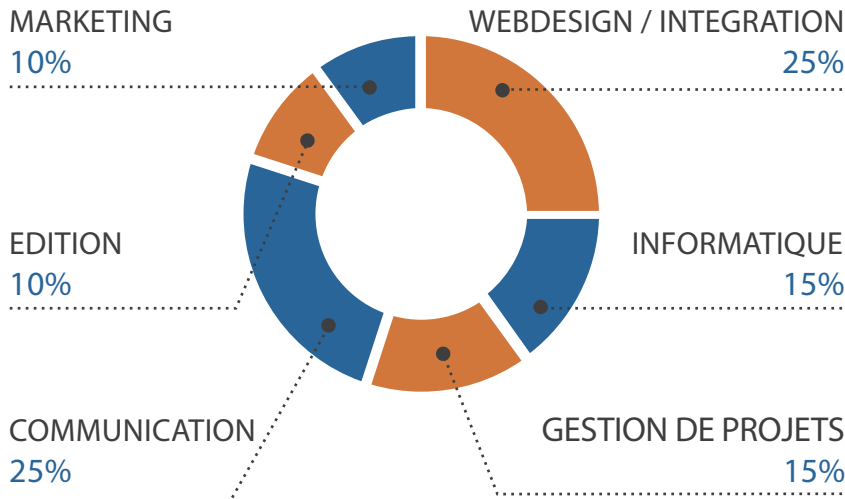 MARKETING
10%
WEBDESIGN / INTEGRATION
25%
EDITION
10%
INFORMATIQUE
15%
COMMUNICATION
25%
GESTION DE PROJETS
15%